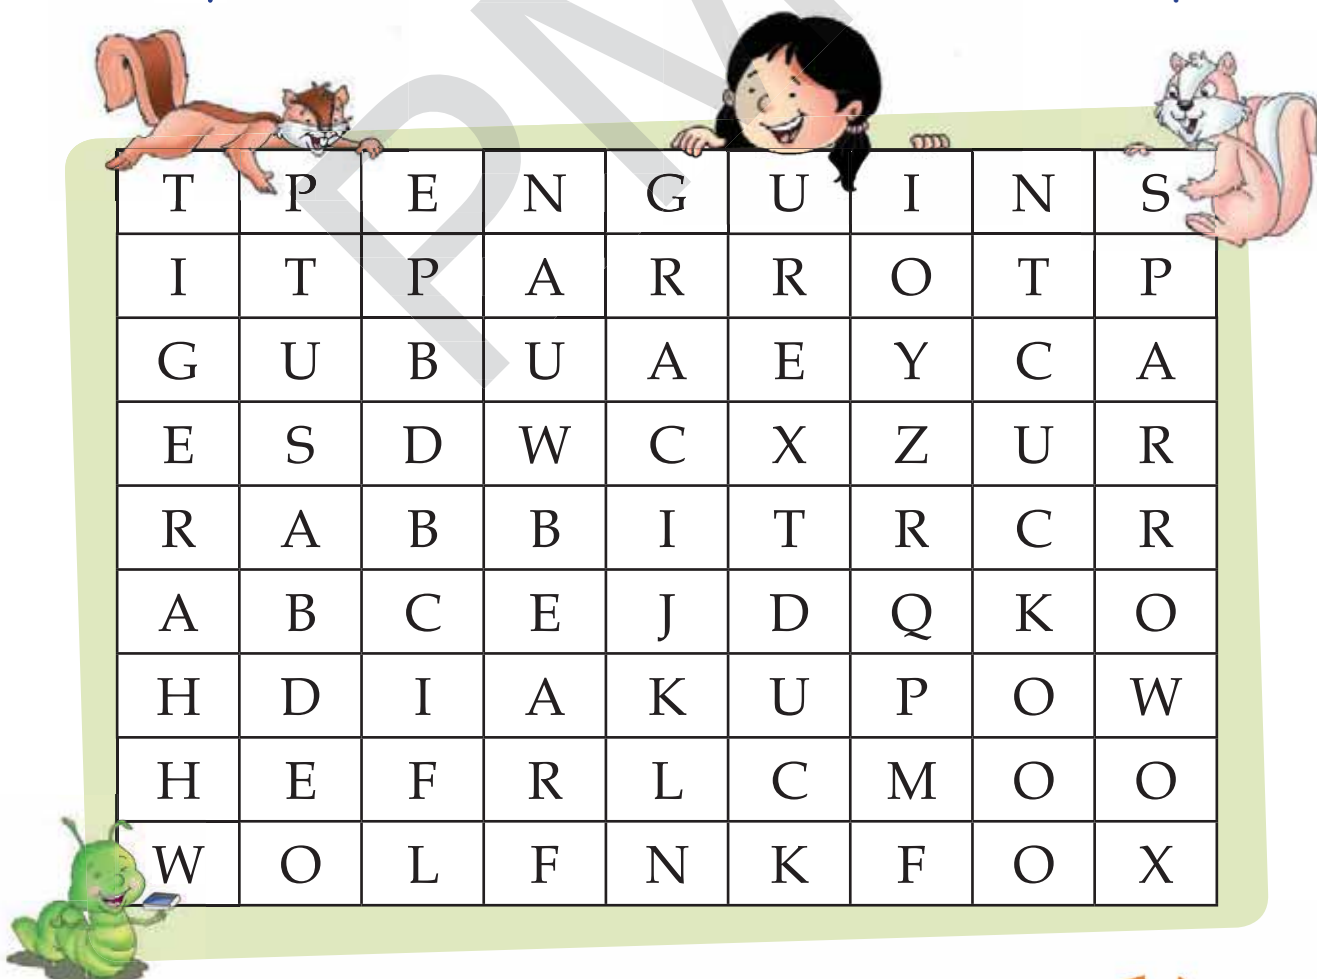 T P E N G U I N S
I T P A R R O T P
G U B U A E Y C A
E S D W C X Z U R
R A B B I T R C R
A B C E J D Q K O
H D I A K U P O W
H E F R L C M O O
W O L F N K F O X